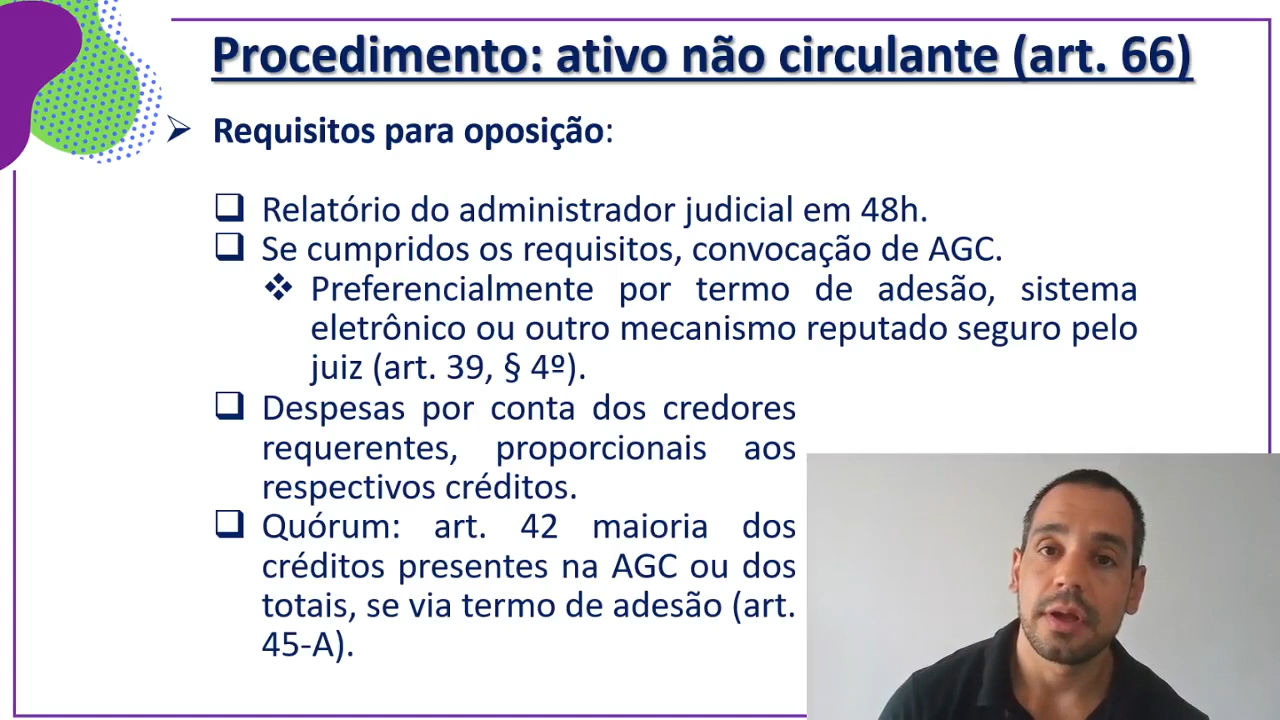 Procedimento: ativo não circulante (art. 66)
Requisitos para oposição:
Relatório do administrador judicial em 48h.
Se cumpridos os requisitos, convocação de AGC.
Preferencialmente por termo de adesão, sistema
eletrônico ou outro mecanismo reputado seguro pelo
juiz (art. 39, § 4º).
Despesas por conta dos credores
requerentes, proporcionais aos
respectivos créditos.
Quórum: art. 42 maioria dos
créditos presentes na AGC ou dos
totais, se via termo de adesão (art.
45-A).